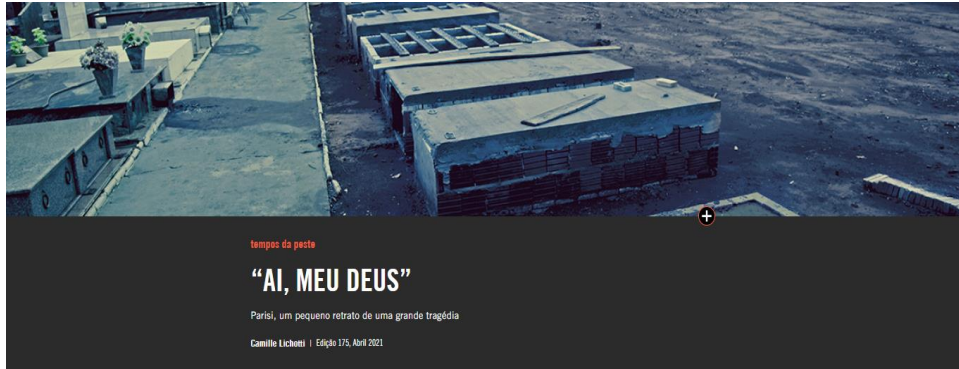 tempos da peste
“AI, MEU DEUS”
Parisi, um pequeno retrato de uma grande tragédia
Camille Lichotti | Edição 175, Abril 2021